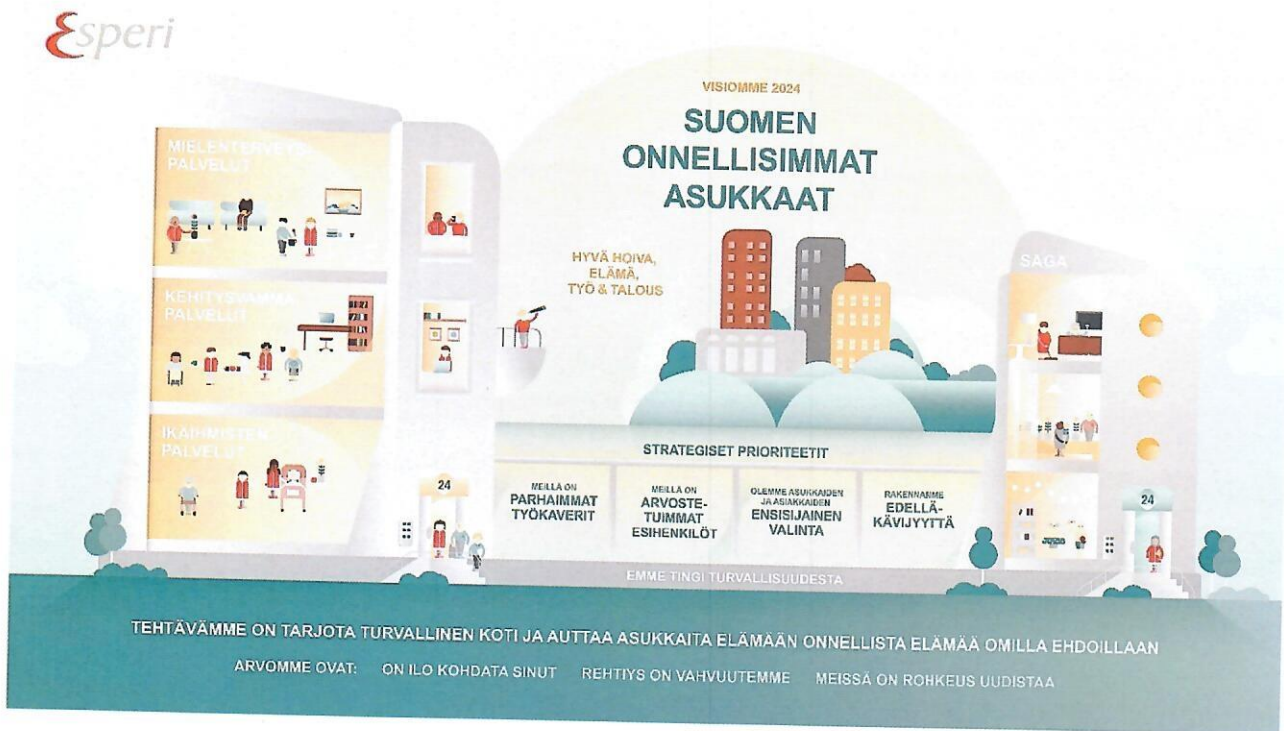 Esperi
VISIOMME 2024
SUOMEN
ONNELLISIMMAT
ASUKKAAT
HYVÄ HOIVA,
ELÄMÄ,
TYÖ & TALOUS
MIELENTERVEYS-
PALVELUT
KEHITYSVAMMA-
PALVELUT
IKÄIHMISTEN
PALVELUT
24
SAGA
24
STRATEGISET PRIORITEETIT
MEILLÄ ON
PARHAIMMAT
TYÖKAVERIT
MEILLÄ ON
ARVOSTE-
TUIMMAT
ESIHENKILÖT
OLEMME ASUKKAIDEN
JA ASIAKKAIDEN
ENSISIJAINEN
VALINTA
RAKENNAMME
EDELLÄ-
KÄVIJYYTTÄ
EMME TINGI TURVALLISUUDESTA
TEHTÄVÄMME ON TARJOTA TURVALLINEN KOTI JA AUTTAA ASUKKAITA ELÄMÄÄN ONNELLISTA ELÄMÄÄ OMILLA EHDOILLAAN
ARVOMME OVAT: ON ILO KOHDATA SINUT REHTIYS ON VAHVUUTEMME MEISSÄ ON ROHKEUS UUDISTAA